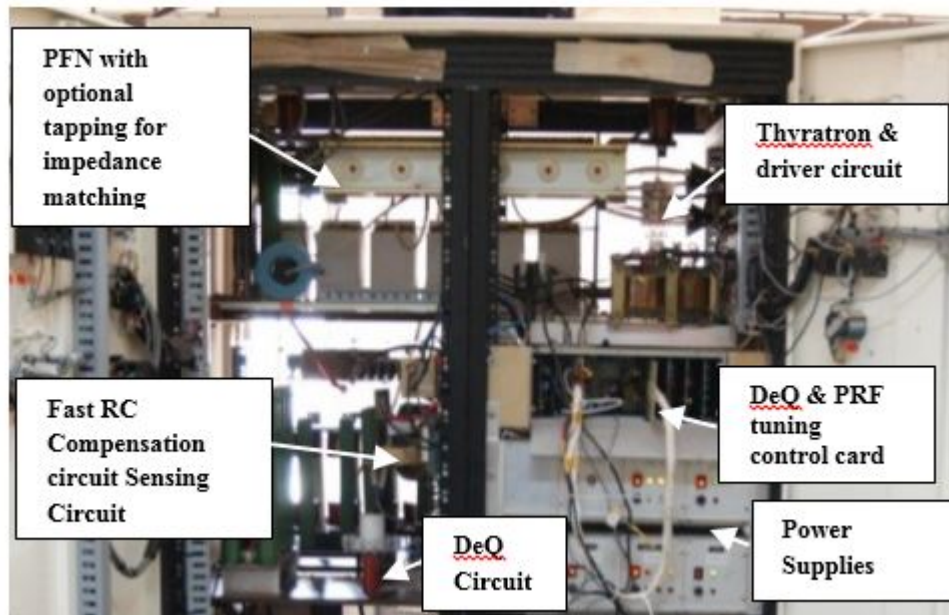 PFN with
optional
tapping for
impedance
matching
Thyratron &
driver circuit
Fast RC
Compensation
circuit Sensing
Circuit
DeQ & PRF
tuning
control card
DeQ
Circuit
Power
Supplies